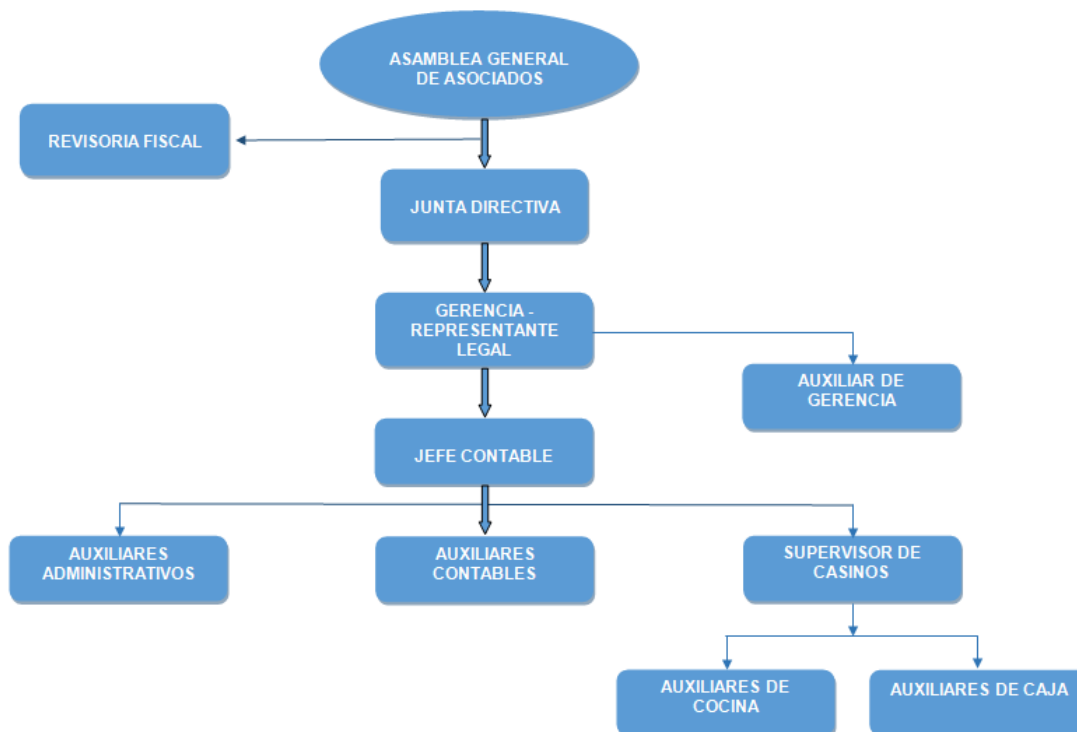 ASAMBLEA GENERAL
DE ASOCIADOS
REVISORIA FISCAL
JUNTA DIRECTIVA
GERENCIA -
REPRESENTANTE
LEGAL
AUXILIAR DE
GERENCIA
JEFE CONTABLE
AUXILIARES
ADMINISTRATIVOS
AUXILIARES
CONTABLES
SUPERVISOR DE
CASINOS
AUXILIARES DE
COCINA
AUXILIARES DE CAJA